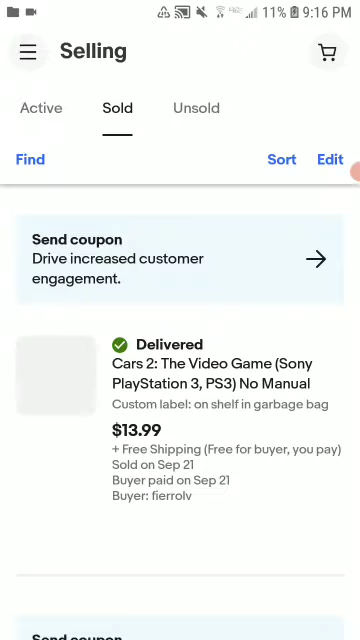 11% 9:16 PM
Selling
Active Sold Unsold
Find Sort Edit
Send coupon
Drive increased customer
engagement.
Delivered
Cars 2: The Video Game (Sony
PlayStation 3, PS3) No Manual
Custom label: on shelf in garbage bag
$13.99
+ Free Shipping (Free for buyer, you pay)
Sold on Sep 21
Buyer paid on Sep 21
Buyer: fierrolv
Send coupon